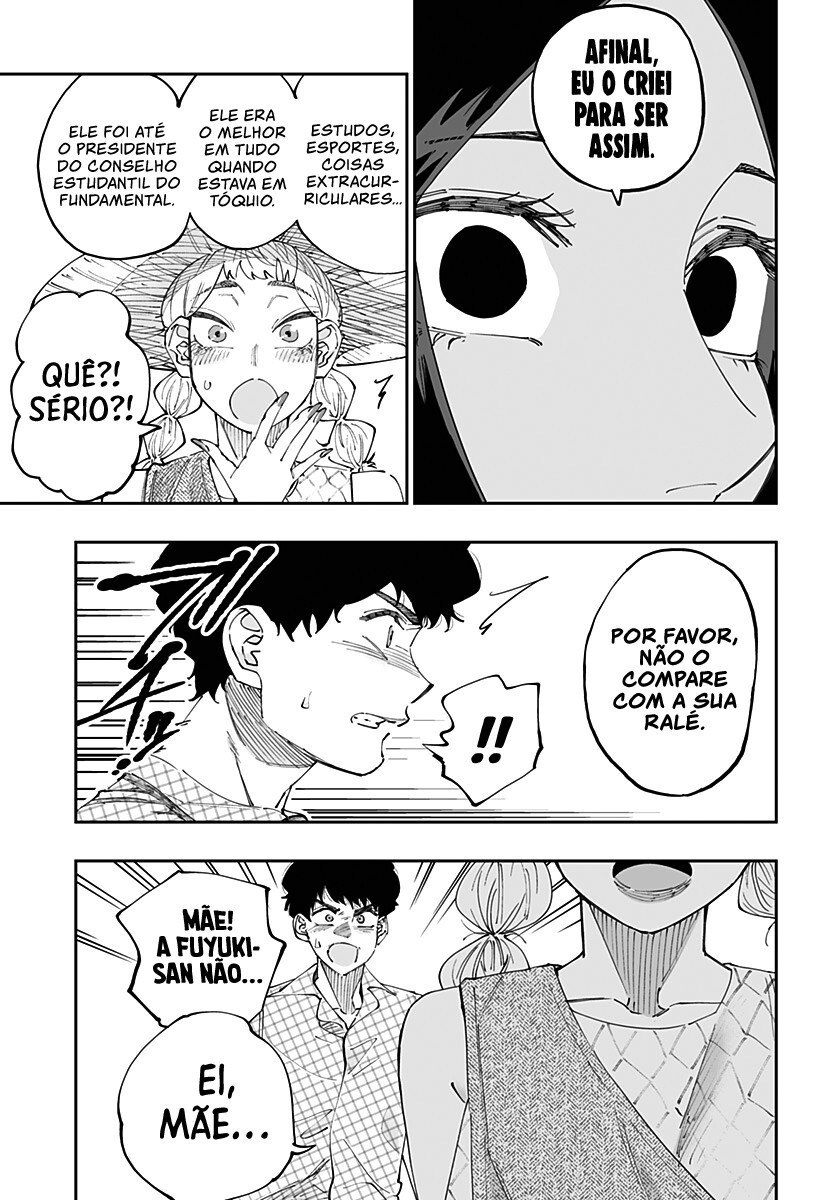 AFINAL,
EU O CRIEI
PARA SER
ASSIM.
ESTUDOS,
ESPORTES,
COISAS
EXTRACUR-
RICULARES...
ELE ERA
O MELHOR
EM TUDO
QUANDO
ESTAVA EM
TÓQUIO.
ELE FOI ATÉ
O PRESIDENTE
DO CONSELHO
ESTUDANTIL DO
FUNDAMENTAL.
QUÊ?!
SÉRIO?!
POR FAVOR,
NÃO O
COMPARE
COM A SUA
RALÉ.
!!
MÃE!
A FUYUKI-
SAN NÃO...
EI,
MÃE...